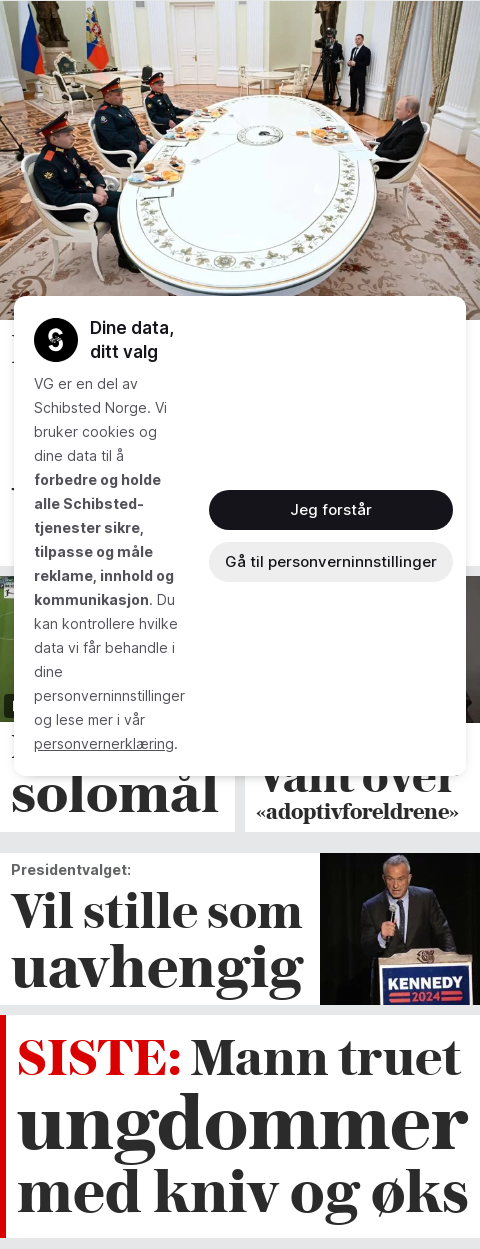 Dine data,
ditt valg
VG er en del av
Schibsted Norge. Vi
bruker cookies og
dine data til å
forbedre og holde
alle Schibsted-
tjenester sikre,
tilpasse og måle
reklame, innhold og
kommunikasjon. Du
kan kontrollere hvilke
data vi får behandle i
dine
personverninnstillinger
og lese mer i vår
personvernerklæring.
Jeg forstår
Gå til personverninnstillinger
solomål
vant over
«adoptivforeldrene»
Presidentvalget:
Vil stille som
uavhengig
KENNEDY
2024
SISTE: Mann truet
ungdommer
med kniv og øks